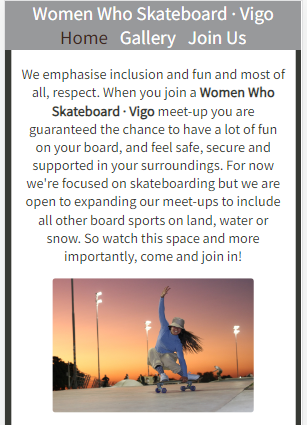 Women Who Skateboard · Vigo
Home Gallery Join Us
We emphasise inclusion and fun and most of
all, respect. When you join a Women Who
Skateboard · Vigo meet-up you are
guaranteed the chance to have a lot of fun
on your board, and feel safe, secure and
supported in your surroundings. For now
we're focused on skateboarding but we are
open to expanding our meet-ups to include
all other board sports on land, water or
snow. So watch this space and more
importantly, come and join in!